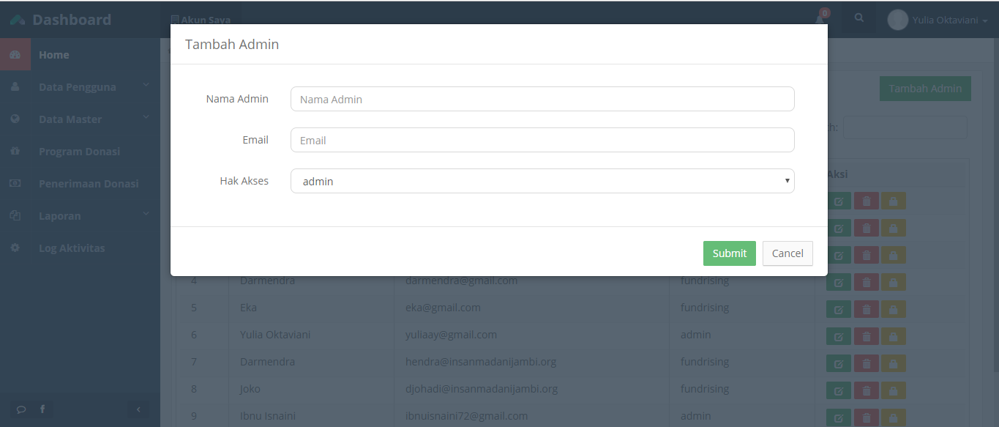 Dashboard
Akun Saya
0
Yulia Oktaviani
Tambah Admin
Home
Data Pengguna
Data Master
Program Donasi
Penerimaan Donasi
Laporan
Log Aktivitas
Nama Admin
Nama Admin
Email
Email
Hak Akses
admin
Submit
Cancel
Tambah Admin
h:
Aksi
4 Darmendra darmendra@gmail.com fundrising
5 Eka eka@gmail.com fundrising
6 Yulia Oktaviani yuliaay@gmail.com admin
7 Darmendra hendra@insanmadanijambi.org fundrising
8 Joko djohadi@insanmadanijambi.org fundrising
9 Ibnu Isnaini ibnuisnaini72@gmail.com admin